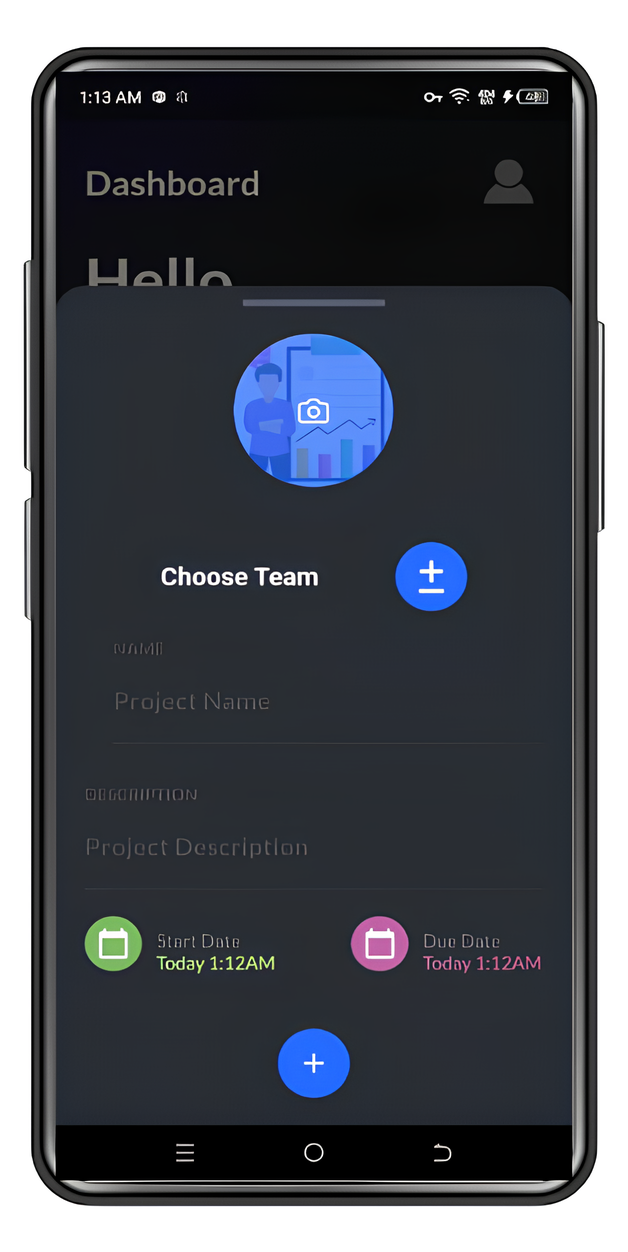 1:13 AM
Dashboard
Hello
Choose Team
NAME
Project Name
DESCRIPTION
Project Description
Start Date
Due Date
Today 1:12AM
Today 1:12AM